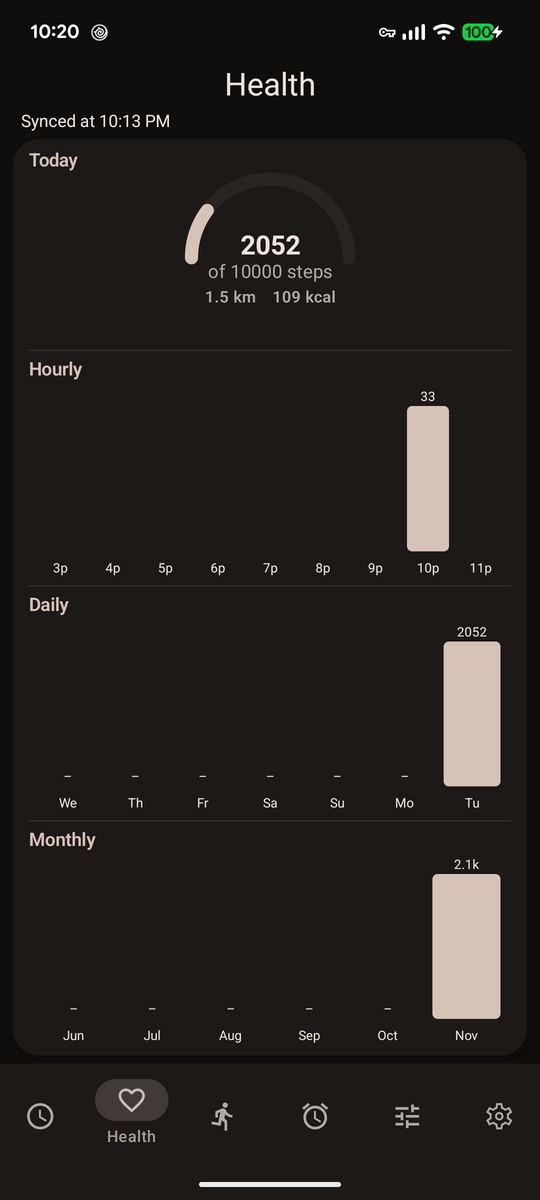 10:20 100
Health
Synced at 10:13 PM
Today
2052
of 10000 steps
1.5 km 109 kcal
Hourly
33
3p 4p 5p 6p 7p 8p 9p 10p 11p
Daily
2052
– – – – – –
We Th Fr Sa Su Mo Tu
Monthly
2.1k
– – – – –
Jun Jul Aug Sep Oct Nov
Health